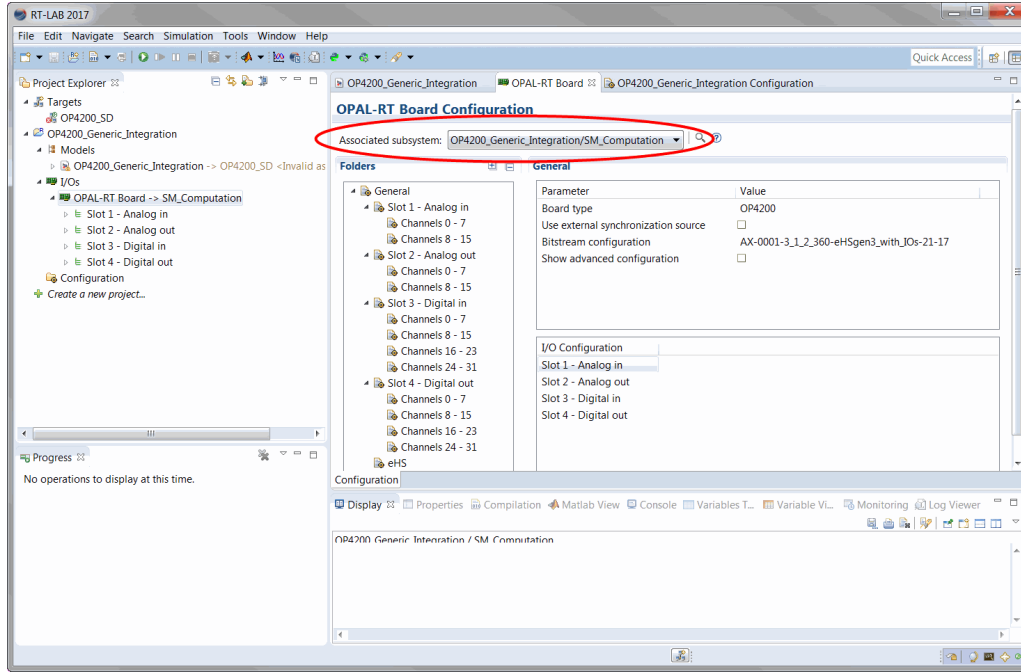 RT-LAB 2017
File Edit Navigate Search Simulation Tools Window Help
Quick Access
Project Explorer
Targets
OP4200_SD
OP4200_Generic_Integration
Models
OP4200_Generic_Integration -> OP4200_SD <Invalid as
I/Os
OPAL-RT Board -> SM_Computation
Slot 1 - Analog in
Slot 2 - Analog out
Slot 3 - Digital in
Slot 4 - Digital out
Configuration
Create a new project...
Progress
No operations to display at this time.
OP4200_Generic_Integration OPAL-RT Board OP4200_Generic_Integration Configuration
OPAL-RT Board Configuration
Associated subsystem: OP4200_Generic_Integration/SM_Computation
Folders
General
Slot 1 - Analog in
Channels 0 - 7
Channels 8 - 15
Slot 2 - Analog out
Channels 0 - 7
Channels 8 - 15
Slot 3 - Digital in
Channels 0 - 7
Channels 8 - 15
Channels 16 - 23
Channels 24 - 31
Slot 4 - Digital out
Channels 0 - 7
Channels 8 - 15
Channels 16 - 23
Channels 24 - 31
eHS
General
Parameter Value
Board type OP4200
Use external synchronization source
Bitstream configuration AX-0001-3_1_2_360-eHSgen3_with_IOs-21-17
Show advanced configuration
I/O Configuration
Slot 1 - Analog in
Slot 2 - Analog out
Slot 3 - Digital in
Slot 4 - Digital out
Configuration
Display Properties Compilation Matlab View Console Variables T... Variable Vi... Monitoring Log Viewer
OP4200_Generic_Integration / SM_Computation